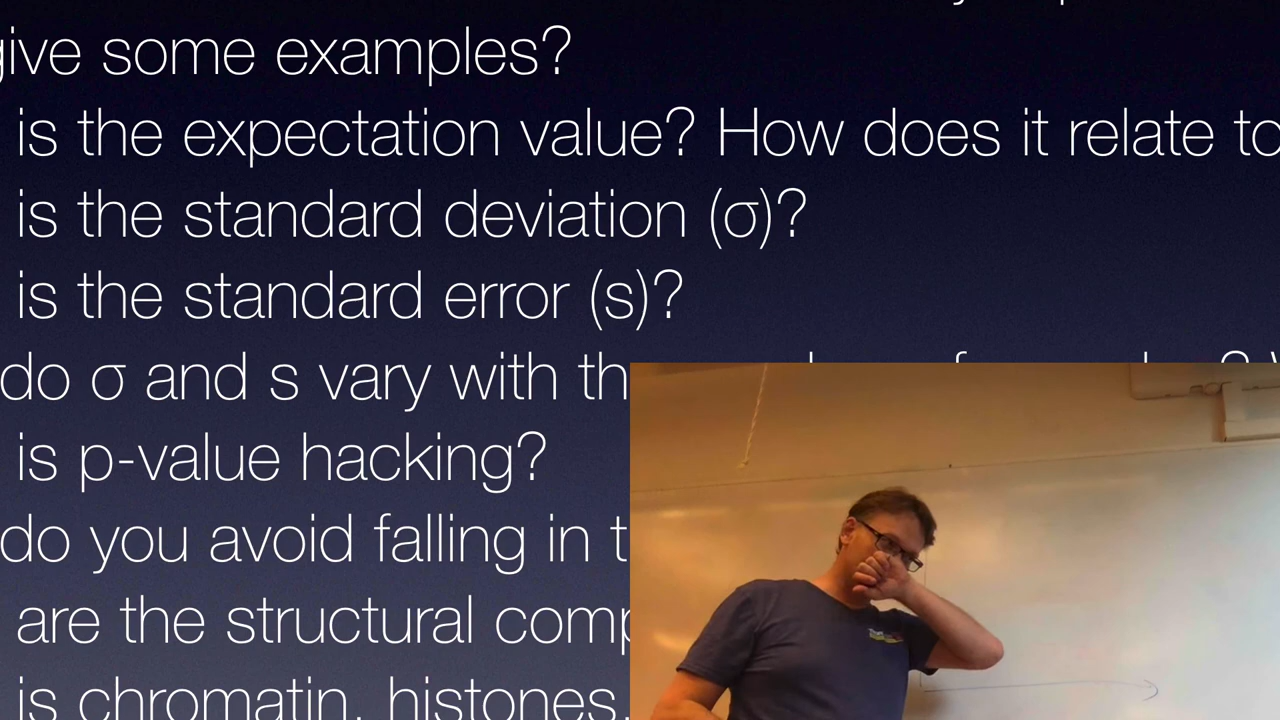 give some examples?
is the expectation value? How does it relate to
is the standard deviation (σ)?
is the standard error (s)?
do σ and s vary with
is p-value hacking?
do you avoid falling in
are the structural
is chromatin, histones,